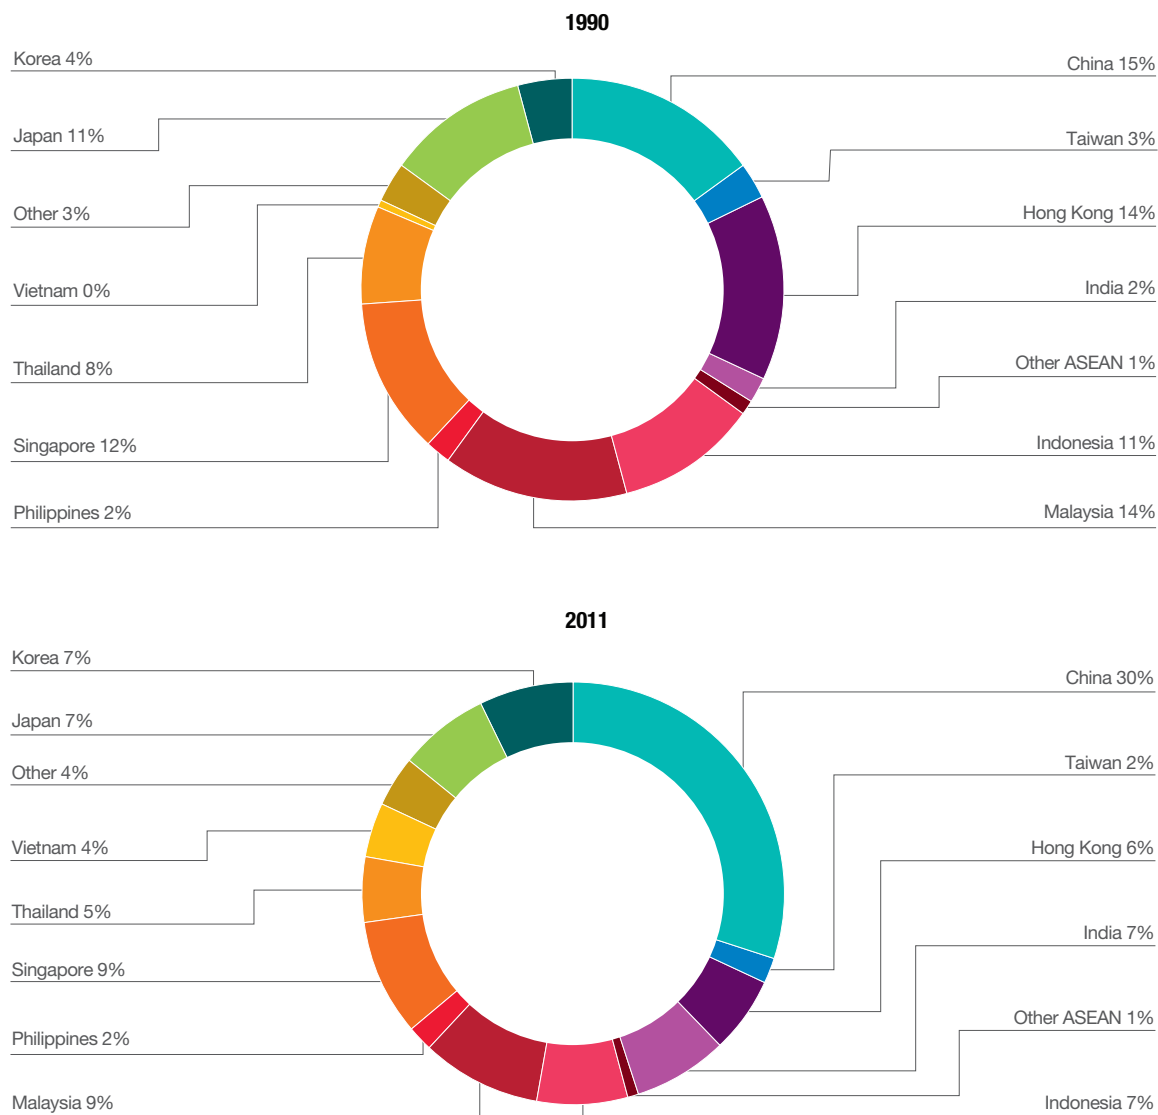 1990
Korea 4%
China 15%
Japan 11%
Taiwan 3%
Other 3%
Hong Kong 14%
Vietnam 0%
India 2%
Thailand 8%
Other ASEAN 1%
Singapore 12%
Indonesia 11%
Philippines 2%
Malaysia 14%
2011
Korea 7%
China 30%
Japan 7%
Taiwan 2%
Other 4%
Vietnam 4%
Hong Kong 6%
Thailand 5%
India 7%
Singapore 9%
Other ASEAN 1%
Philippines 2%
Malaysia 9%
Indonesia 7%